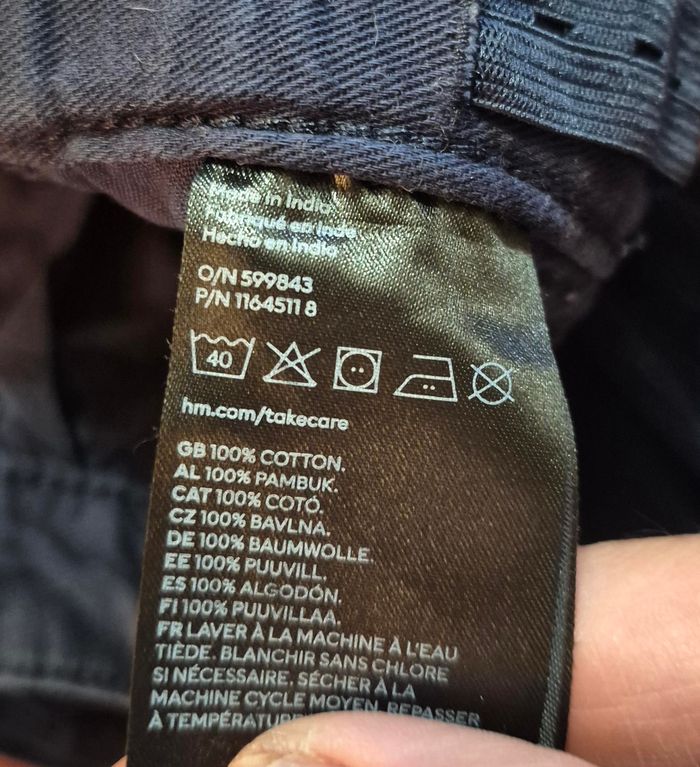 Made in India
Fabriqué en Inde
Hecho en India
O/N 599843
P/N 1164511 8
40
hm.com/takecare
GB 100% COTTON.
AL 100% PAMBUK.
CAT 100% COTÓ.
CZ 100% BAVLNA.
DE 100% BAUMWOLLE.
EE 100% PUUVILL.
ES 100% ALGODÓN.
FI 100% PUUVILLAA.
FR LAVER À LA MACHINE À L'EAU
TIÈDE. BLANCHIR SANS CHLORE
SI NÉCESSAIRE. SÉCHER À LA
MACHINE CYCLE MOYEN. REPASSER
À TEMPÉRATURE